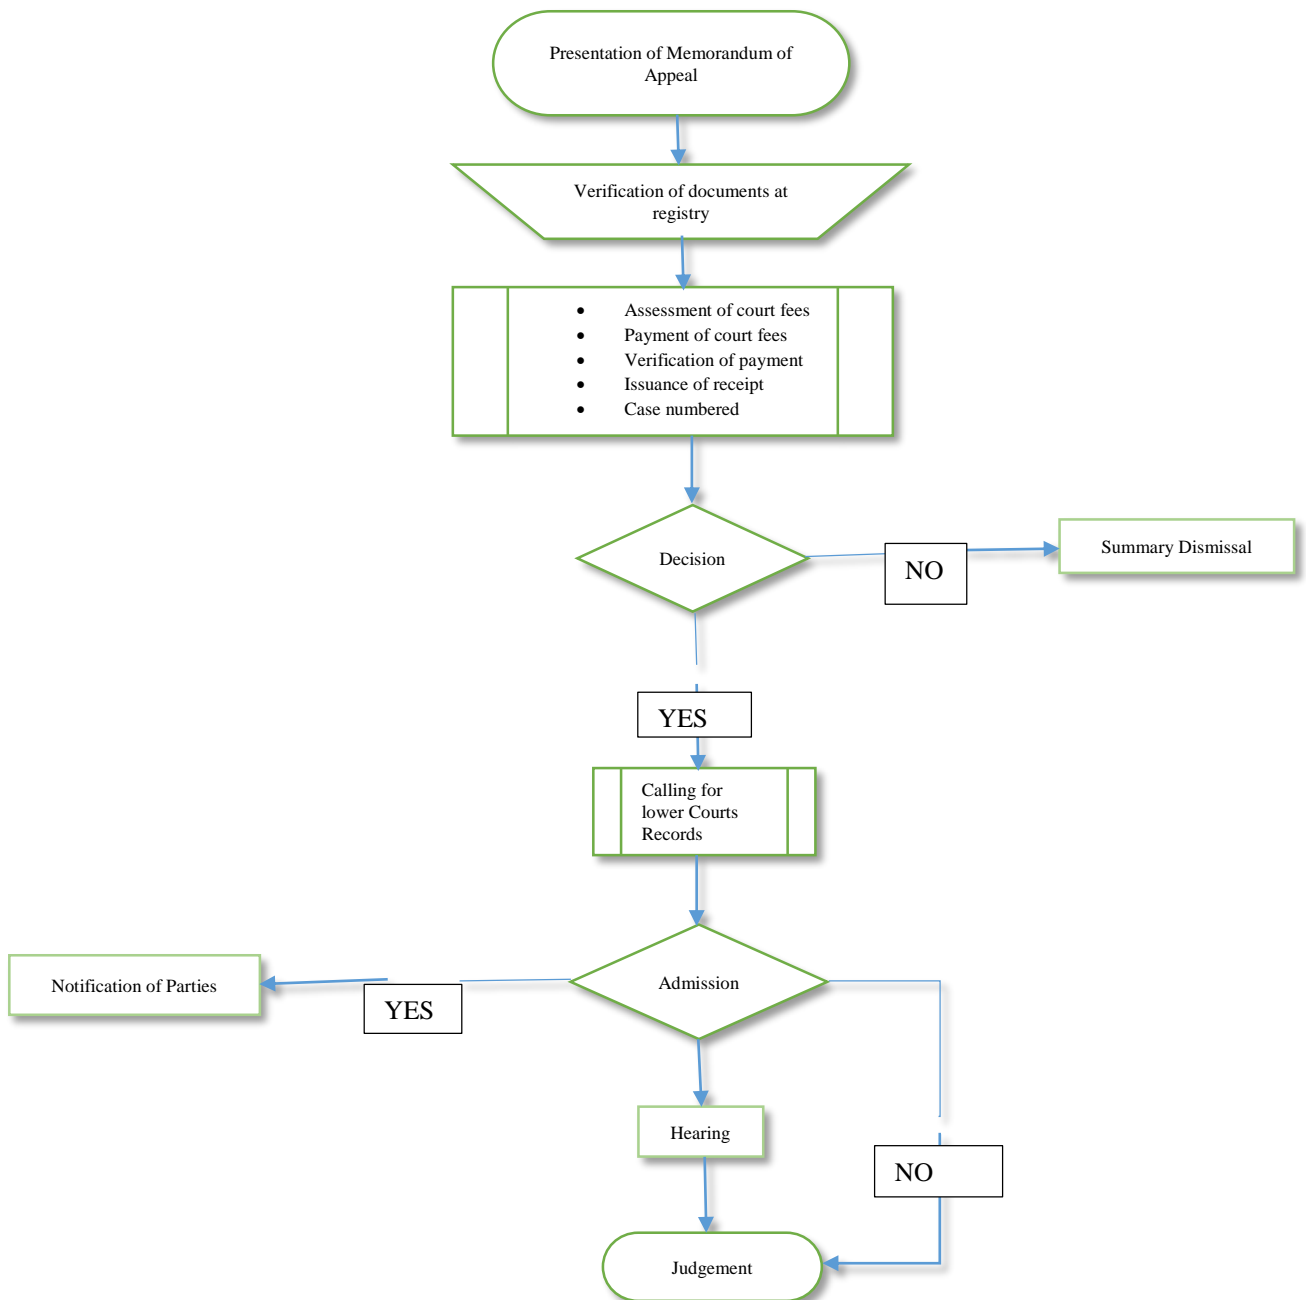 Presentation of Memorandum of
Appeal
Verification of documents at
registry
• Assessment of court fees
• Payment of court fees
• Verification of payment
• Issuance of receipt
• Case numbered
Decision
NO
Summary Dismissal
YES
Calling for
lower Courts
Records
Notification of Parties
YES
Admission
Hearing
NO
Judgement